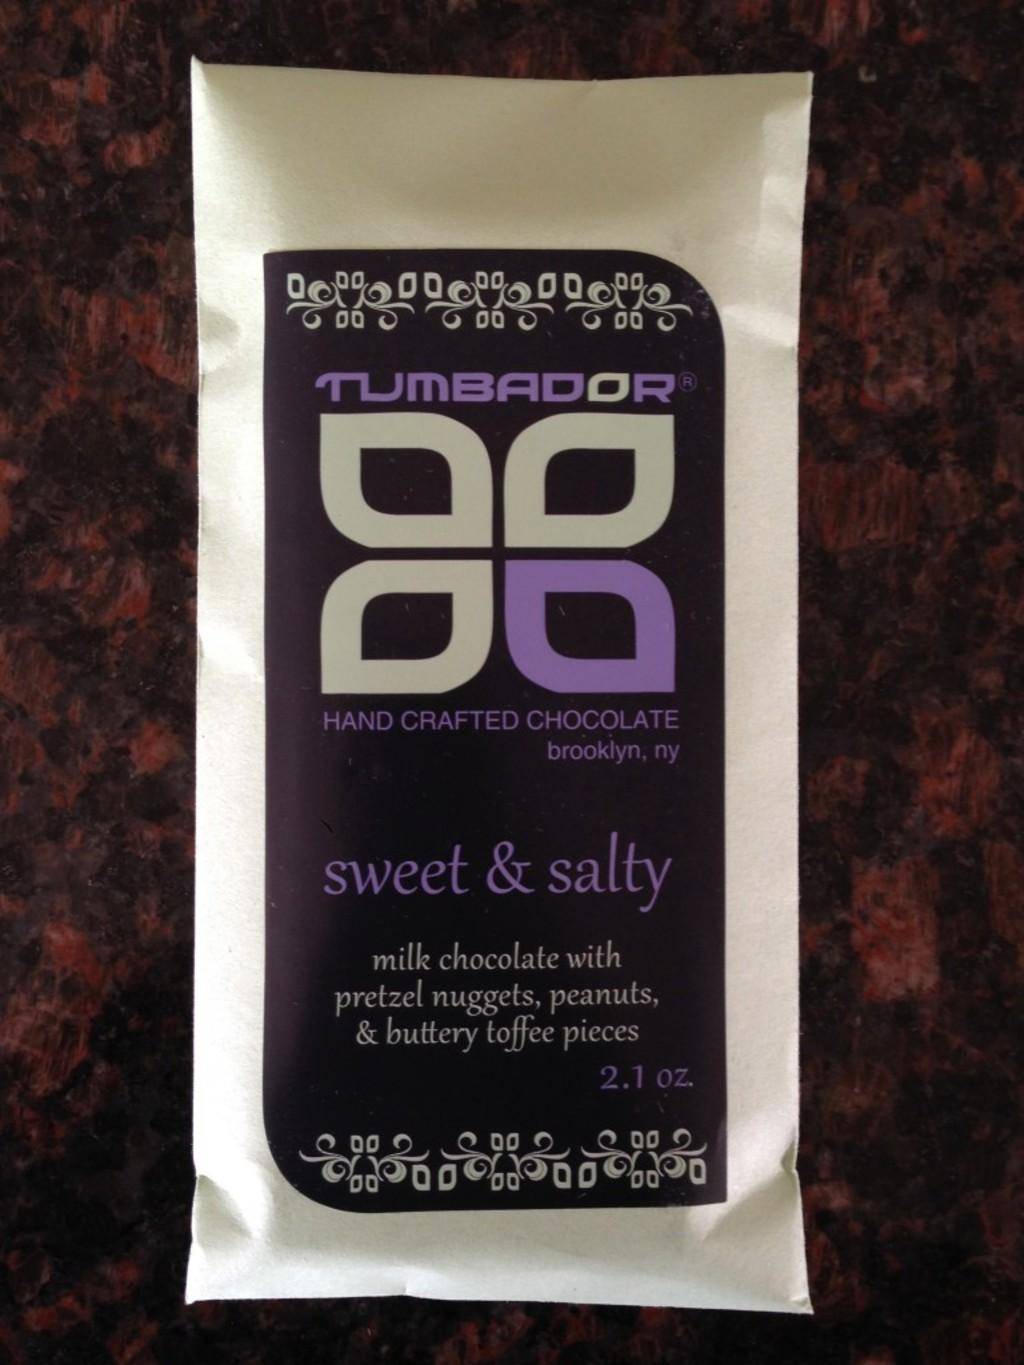 TUMBADOR®
HAND CRAFTED CHOCOLATE
brooklyn, ny
sweet & salty
milk chocolate with
pretzel nuggets, peanuts,
& buttery toffee pieces
2.1 oz.